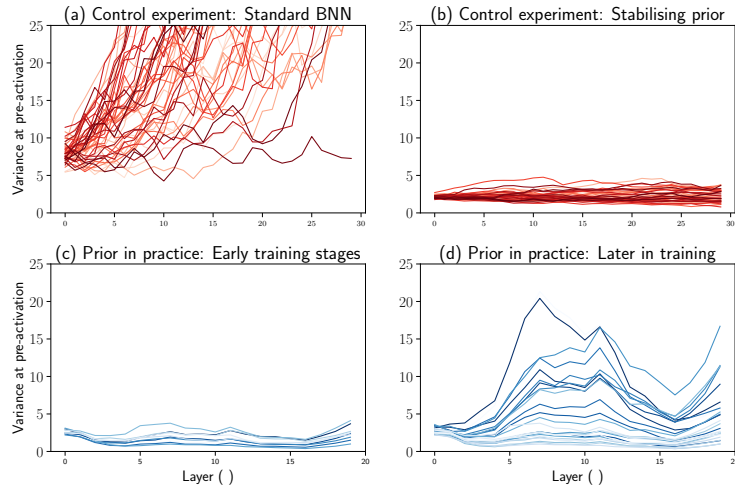 (a) Control experiment: Standard BNN
(b) Control experiment: Stabilising prior
Variance at pre-activation
25
20
15
10
5
0
0 5 10 15 20 25 30
25
20
15
10
5
0
0 5 10 15 20 25 30
(c) Prior in practice: Early training stages
(d) Prior in practice: Later in training
Variance at pre-activation
25
20
15
10
5
0
0 5 10 15 20
Layer ( )
25
20
15
10
5
0
0 5 10 15 20
Layer ( )